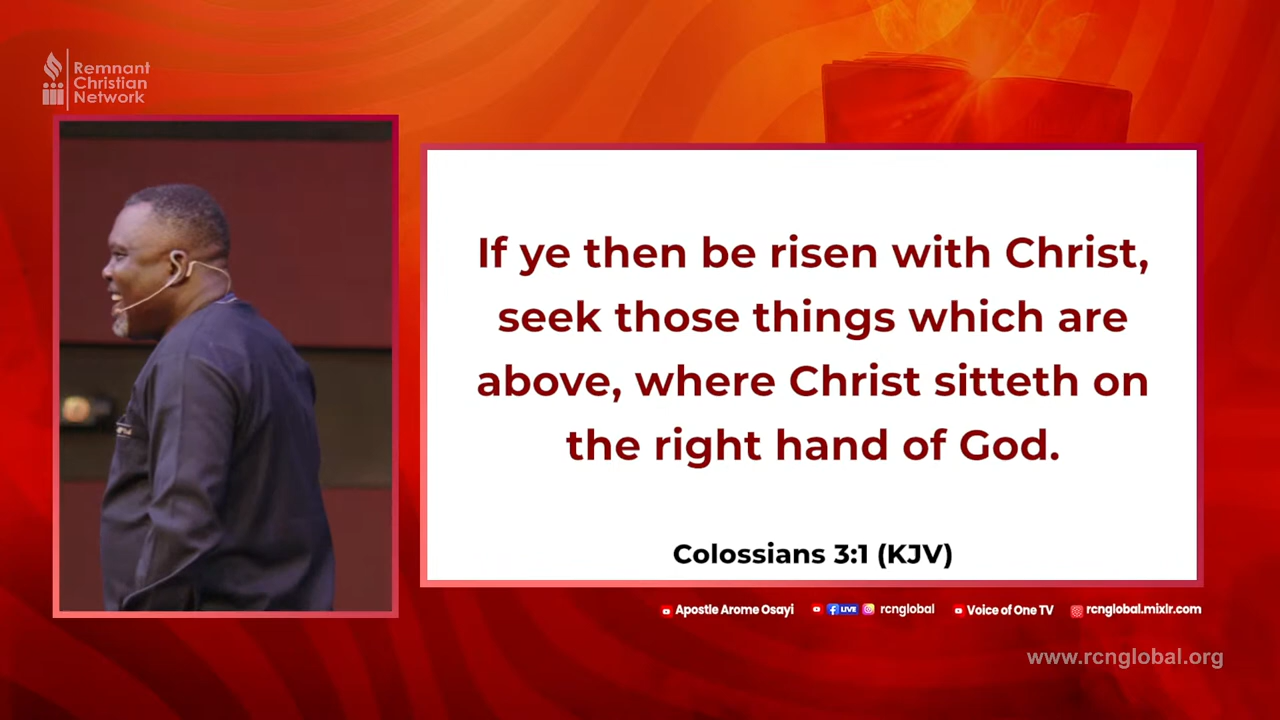 Remnant
Christian
Network
If ye then be risen with Christ,
seek those things which are
above, where Christ sitteth on
the right hand of God.
Colossians 3:1 (KJV)
Apostle Arome Osayi LIVE rcnglobal Voice of One TV rcnglobal.mixlr.com
www.rcnglobal.org